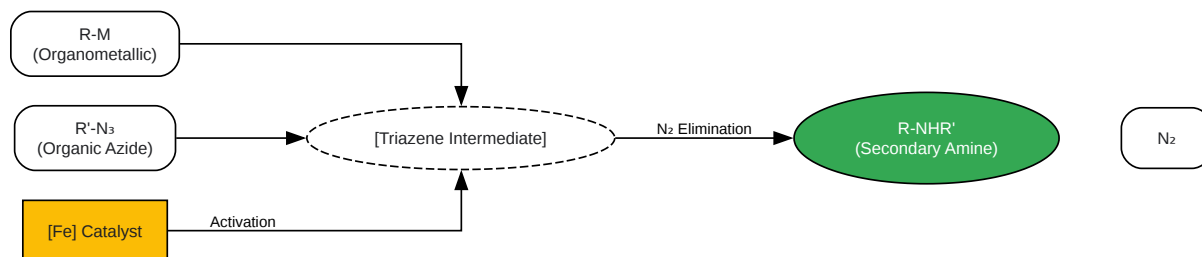 R-M
(Organometallic)
R'-N₃
(Organic Azide)
[Fe] Catalyst
Activation
[Triazene Intermediate]
N₂ Elimination
R-NHR'
(Secondary Amine)
N₂